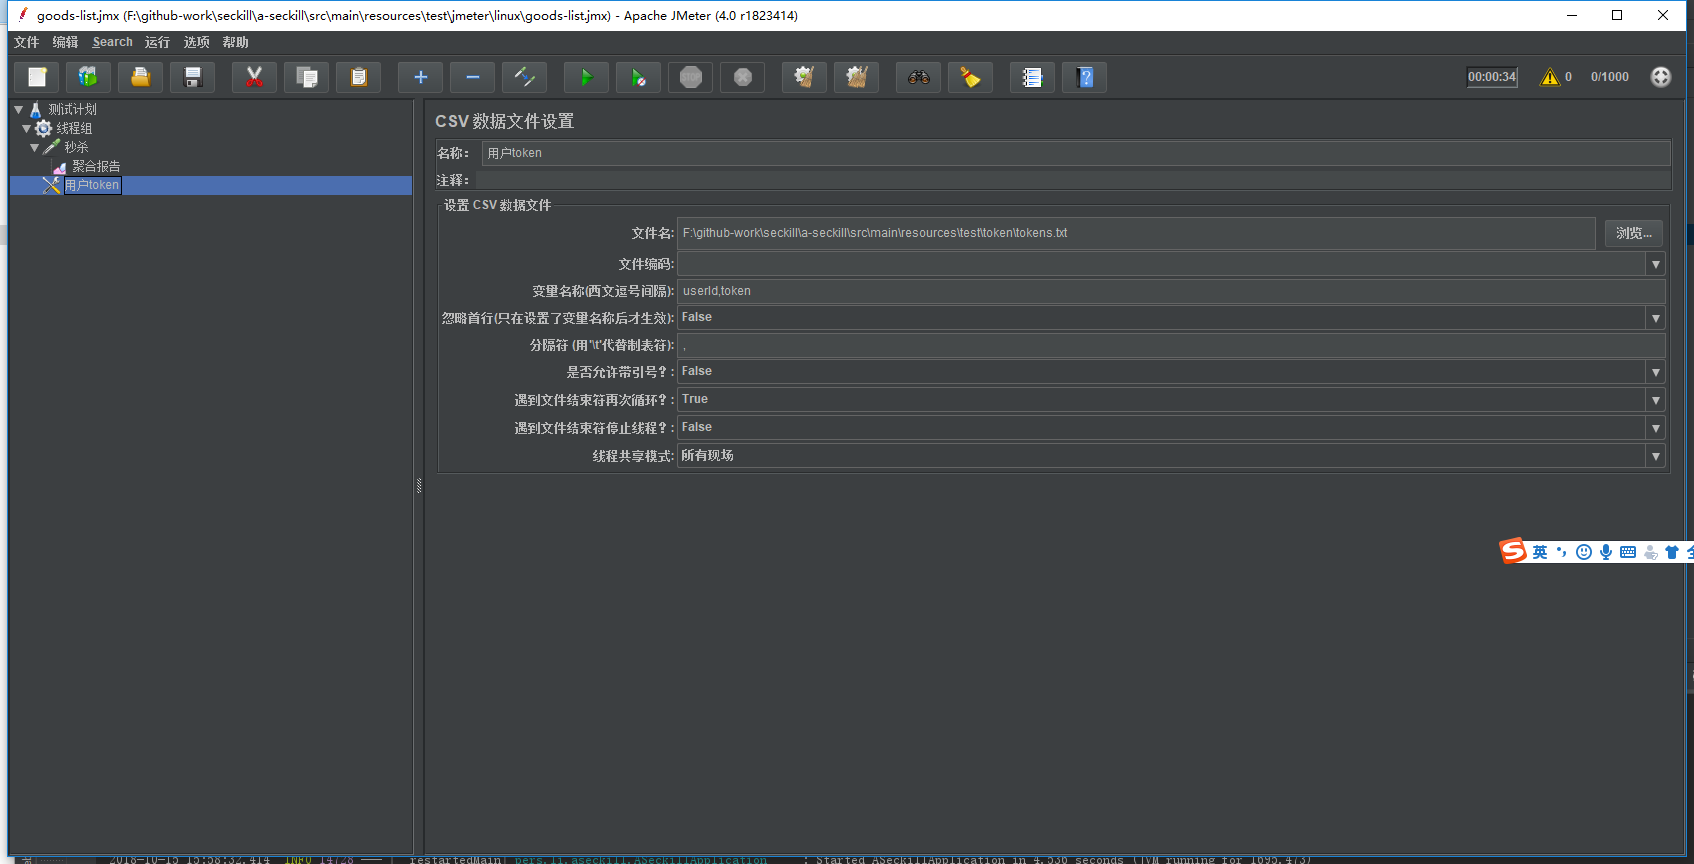 goods-list.jmx (F:\github-work\seckill\a-seckill\src\main\resources\test\jmeter\linux\goods-list.jmx) - Apache JMeter (4.0 r1823414)
文件 编辑 Search 运行 选项 帮助
STOP 00:00:34 0 0/1000
测试计划
线程组
秒杀
聚合报告
用户token
CSV 数据文件设置
名称： 用户token
注释：
设置 CSV 数据文件
文件名: F:\github-work\seckill\a-seckill\src\main\resources\test\token\tokens.txt 浏览...
文件编码:
变量名称(西文逗号间隔): userId,token
忽略首行(只在设置了变量名称后才生效): False
分隔符 (用'\t'代替制表符): ,
是否允许带引号？: False
遇到文件结束符再次循环？: True
遇到文件结束符停止线程？: False
线程共享模式: 所有现场
英
2018-10-15 15:58:32.414 INFO 14728 --- [ restartedMain] pers.li.aseckill.ASeckillApplication : Started ASeckillApplication in 4.536 seconds (JVM running for 1695.473)